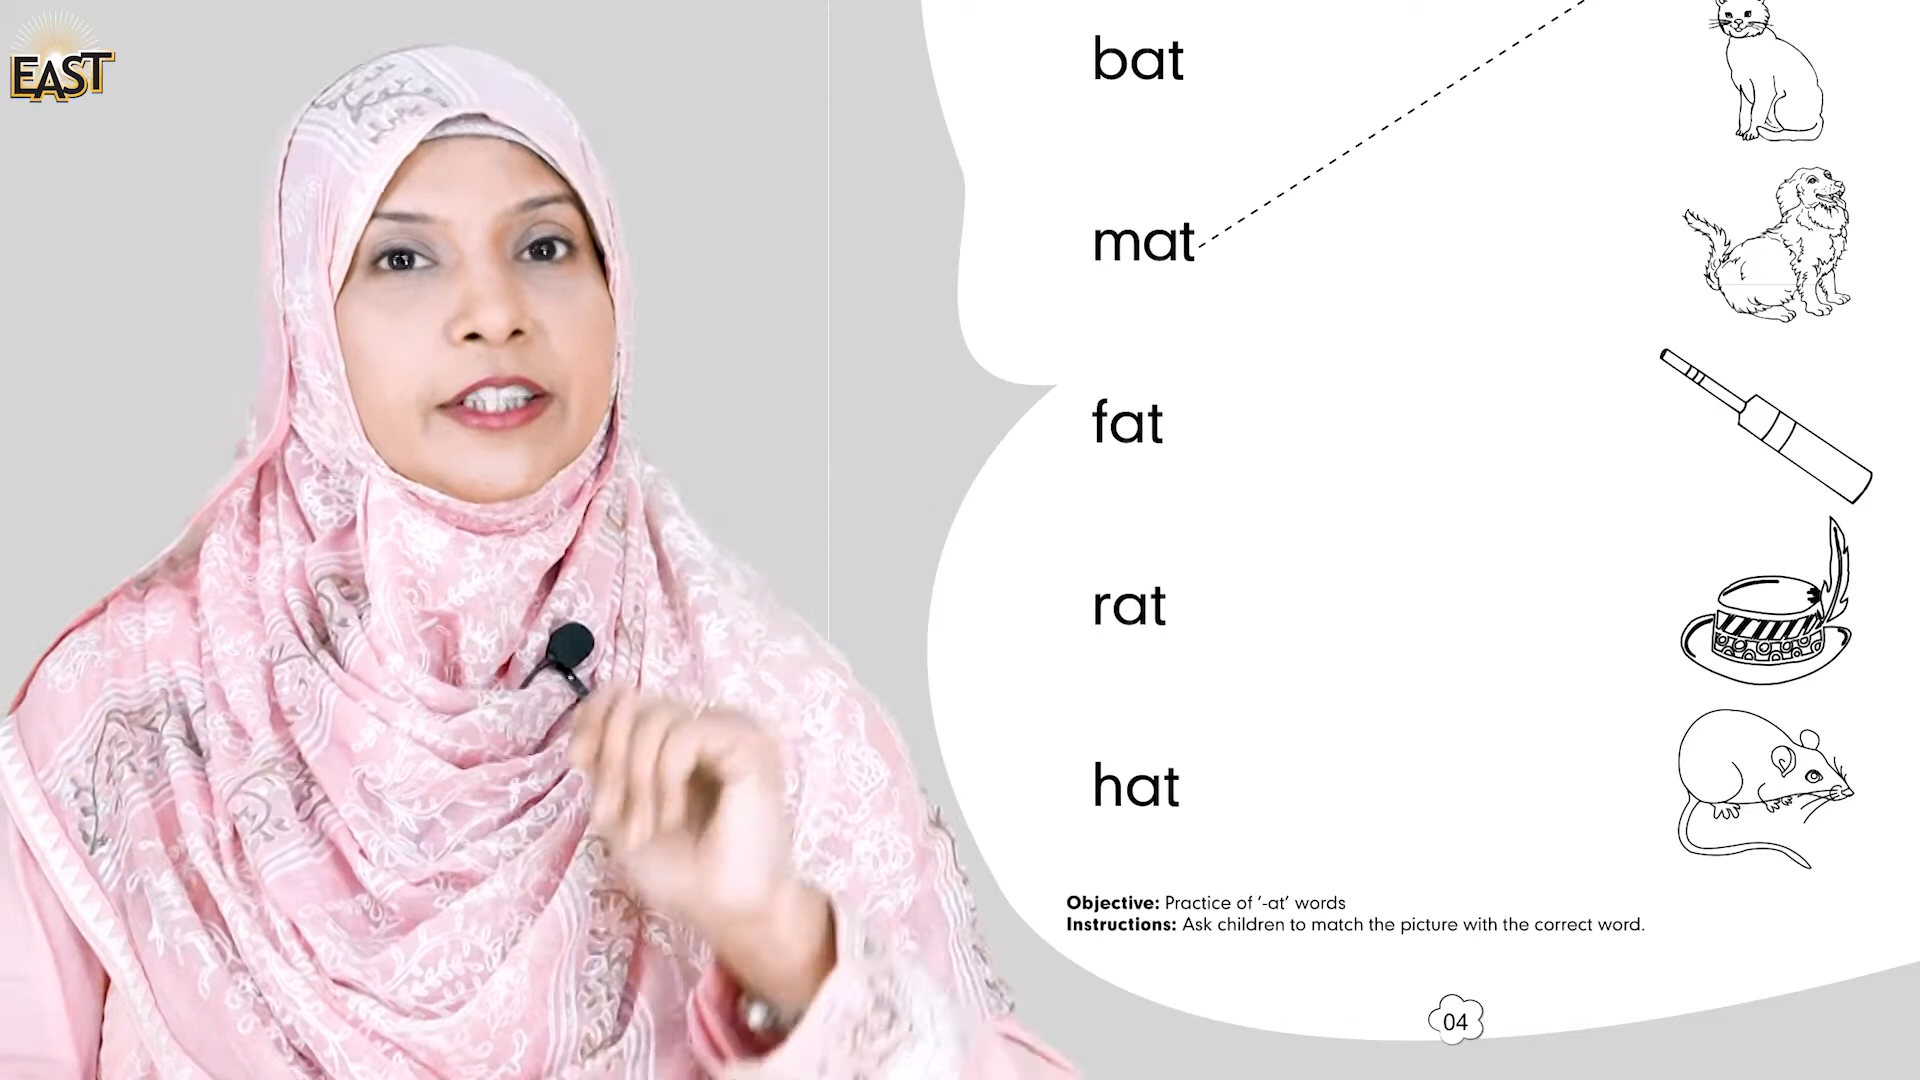 EAST
bat
mat
fat
rat
hat
Objective: Practice of ‘-at’ words
Instructions: Ask children to match the picture with the correct word.
04